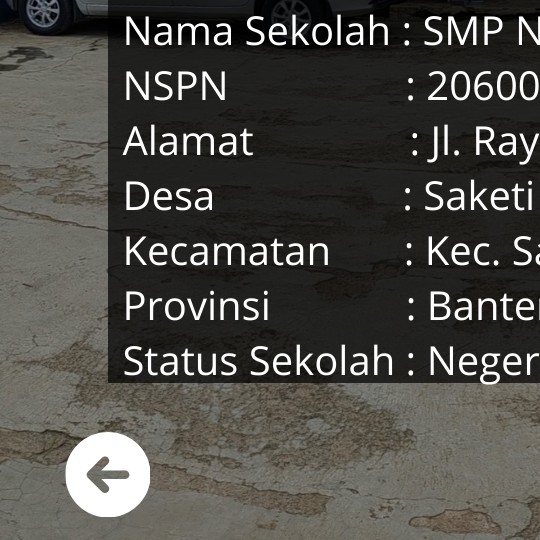 Nama Sekolah : SMP N
NSPN : 20600
Alamat : Jl. Ray
Desa : Saketi
Kecamatan : Kec. Sa
Provinsi : Banten
Status Sekolah : Neger